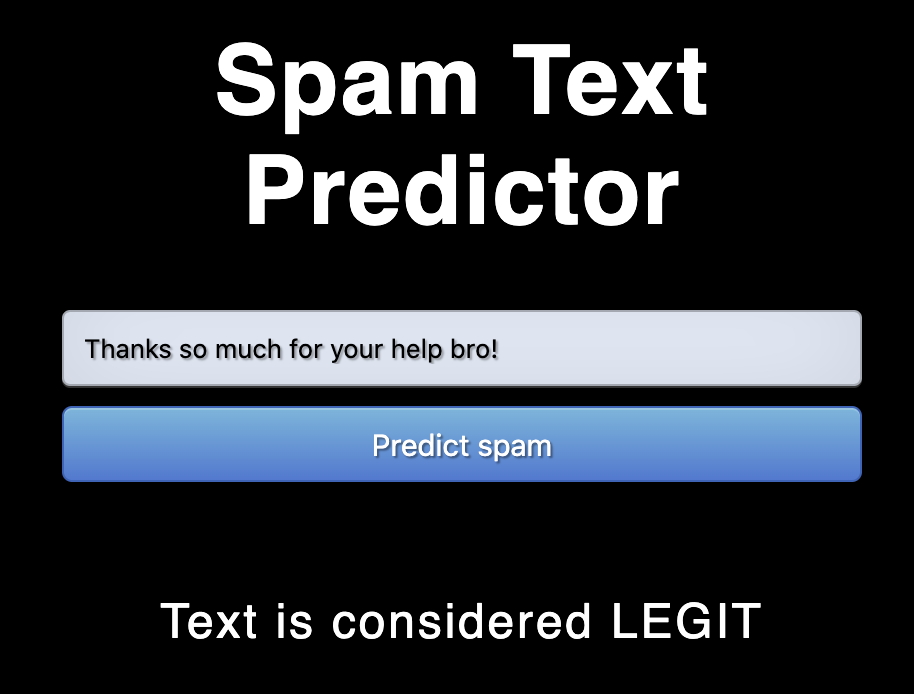 Spam Text
Predictor
Thanks so much for your help bro!
Predict spam
Text is considered LEGIT